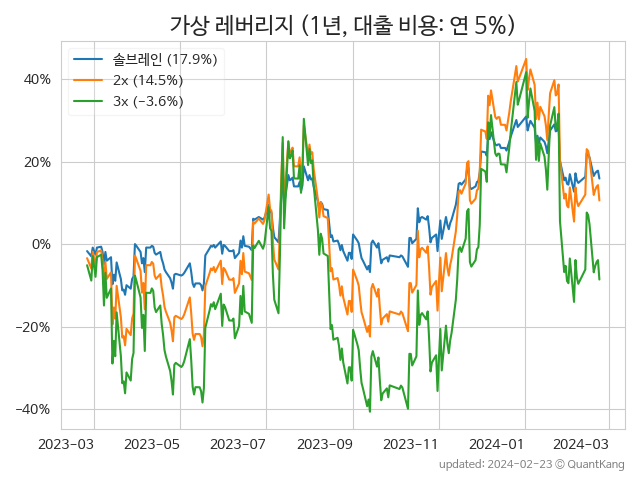 가상 레버리지 (1년, 대출 비용: 연 5%)
솔브레인 (17.9%)
2x (14.5%)
3x (−3.6%)
40%
20%
0%
−20%
−40%
2023-03 2023-05 2023-07 2023-09 2023-11 2024-01 2024-03
updated: 2024-02-23 © QuantKang